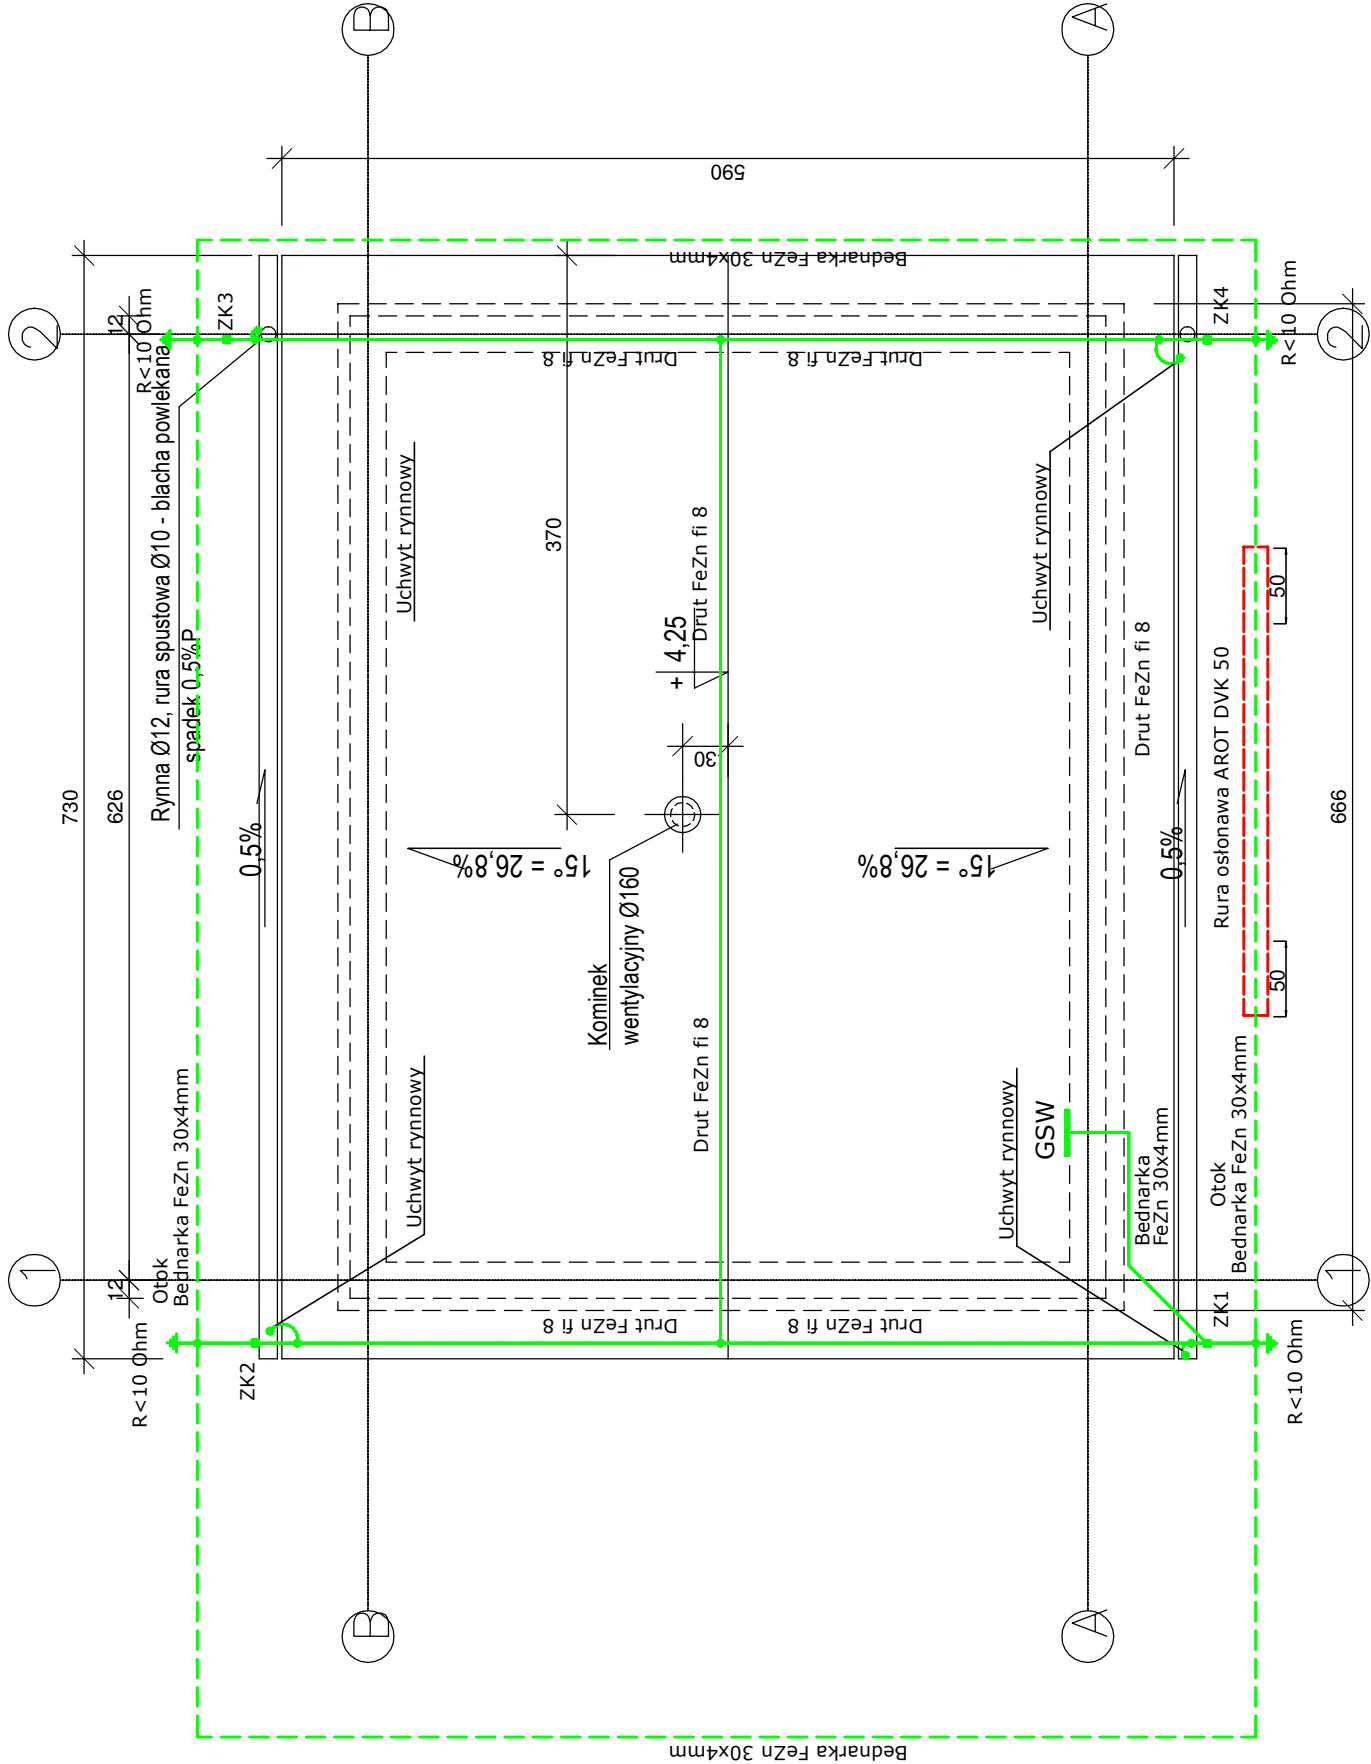 B
A
590
730
626
12
2
R<10 Ohm
ZK3
Rynna Ø12, rura spustowa Ø10 - blacha powlekana
spadek 0,5%P
Bednarka FeZn 30x4mm
ZK4
R<10 Ohm
2
Drut FeZn fi 8
Drut FeZn fi 8
Uchwyt rynnowy
370
Drut FeZn fi 8
+ 4,25
30
Uchwyt rynnowy
Drut FeZn fi 8
Rura osłonawa AROT DVK 50
50
666
0,5%
15° = 26,8%
15° = 26,8%
0,5%
Kominek
wentylacyjny Ø160
50
Otok
Bednarka FeZn 30x4mm
Uchwyt rynnowy
Drut FeZn fi 8
Uchwyt rynnowy
GSW
Bednarka
FeZn 30x4mm
Otok
Bednarka FeZn 30x4mm
1
12
R<10 Ohm
ZK2
Drut FeZn fi 8
Drut FeZn fi 8
ZK1
R<10 Ohm
1
B
A
Bednarka FeZn 30x4mm